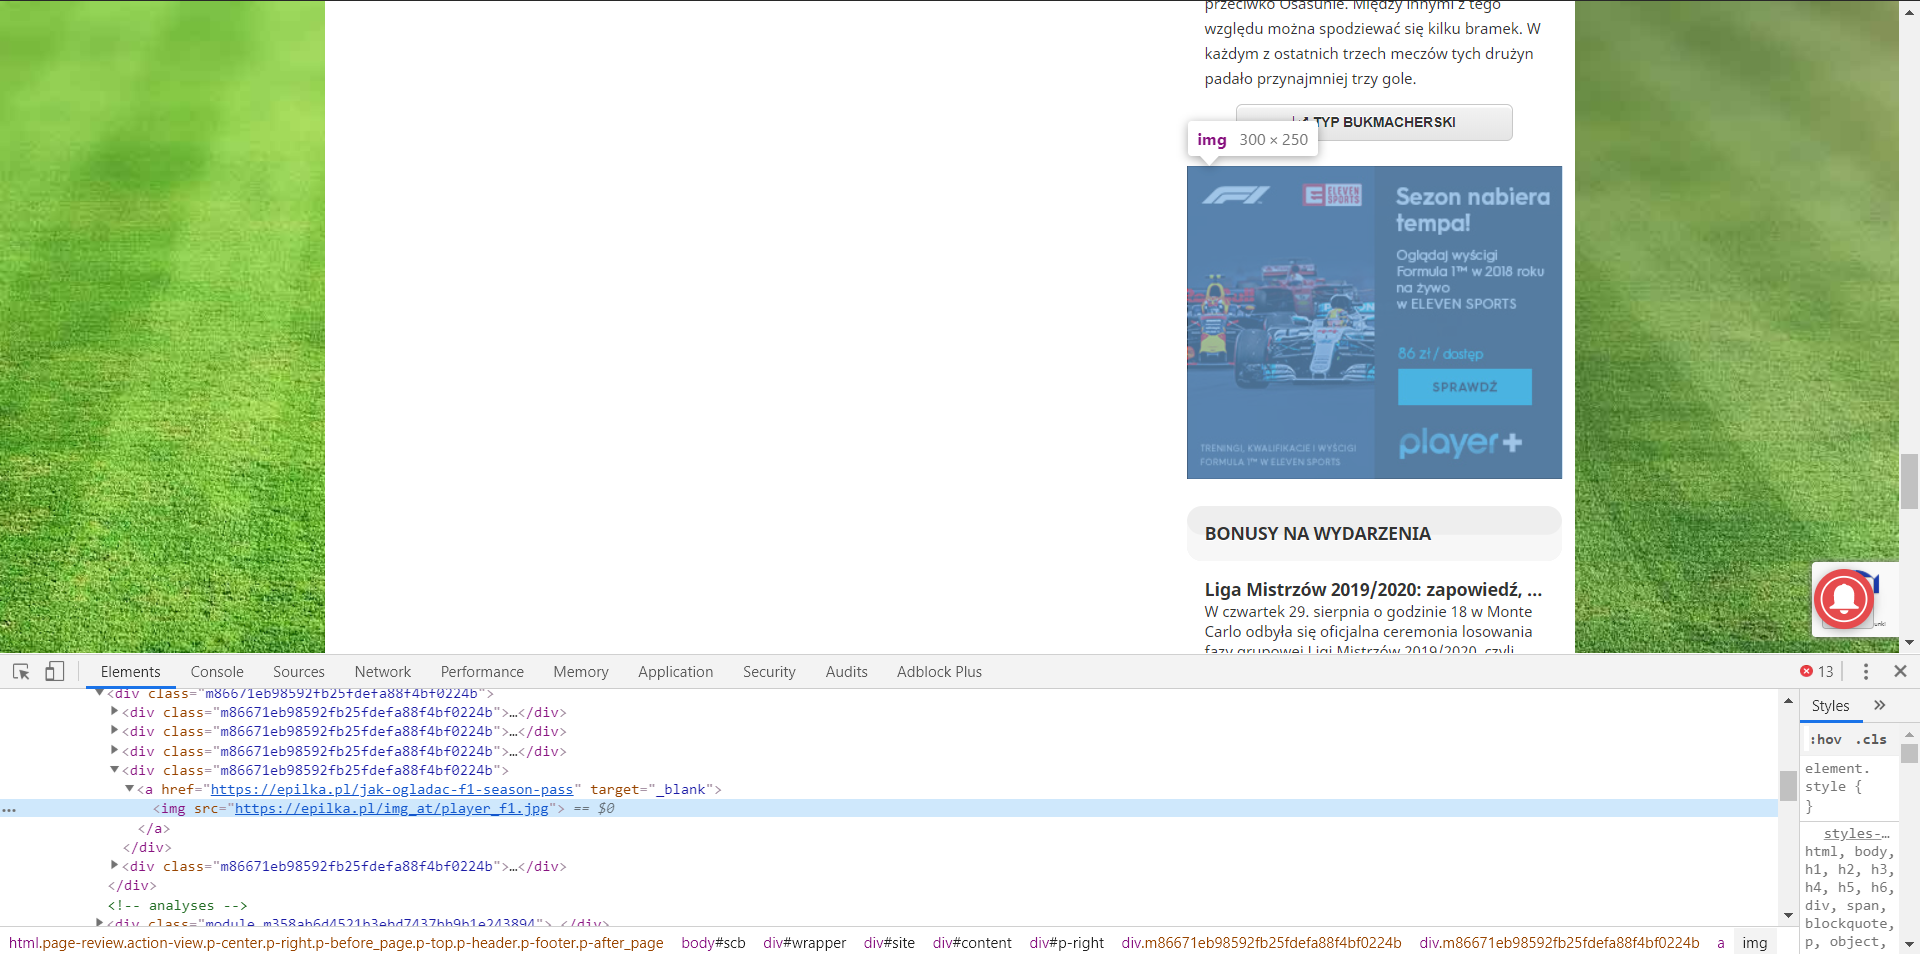 przeciwko Osasunie. Między innymi z tego
względu można spodziewać się kilku bramek. W
każdym z ostatnich trzech meczów tych drużyn
padało przynajmniej trzy gole.
TYP BUKMACHERSKI
img 300 × 250
F1
ELEVEN SPORTS
Sezon nabiera
tempa!
Oglądaj wyścigi
Formula 1™ w 2018 roku
na żywo
w ELEVEN SPORTS
86 zł / dostęp
SPRAWDŹ
TRENINGI, KWALIFIKACJE I WYŚCIGI
FORMULA 1™ W ELEVEN SPORTS
player+
BONUSY NA WYDARZENIA
Liga Mistrzów 2019/2020: zapowiedź, ...
W czwartek 29. sierpnia o godzinie 18 w Monte
Carlo odbyła się oficjalna ceremonia losowania
fazy grupowej Ligi Mistrzów 2019/2020, czyli
Elements Console Sources Network Performance Memory Application Security Audits Adblock Plus 13
<div class="m86671eb98592fb25fdefa88f4bf0224b">
<div class="m86671eb98592fb25fdefa88f4bf0224b">…</div>
<div class="m86671eb98592fb25fdefa88f4bf0224b">…</div>
<div class="m86671eb98592fb25fdefa88f4bf0224b">…</div>
<div class="m86671eb98592fb25fdefa88f4bf0224b">
<a href="https://epilka.pl/jak-ogladac-f1-season-pass" target="_blank">
... <img src="https://epilka.pl/img_at/player_f1.jpg"> == $0
</a>
</div>
<div class="m86671eb98592fb25fdefa88f4bf0224b">…</div>
</div>
<!-- analyses -->
<div class="module m358ab6d4521b3ebd7437bb9b1e243894">…</div>
Styles
:hov .cls
element.
style {
}
styles-…
html, body,
h1, h2, h3,
h4, h5, h6,
div, span,
blockquote,
p, object,
html.page-review.action-view.p-center.p-right.p-before_page.p-top.p-header.p-footer.p-after_page body#scb div#wrapper div#site div#content div#p-right div.m86671eb98592fb25fdefa88f4bf0224b div.m86671eb98592fb25fdefa88f4bf0224b a img